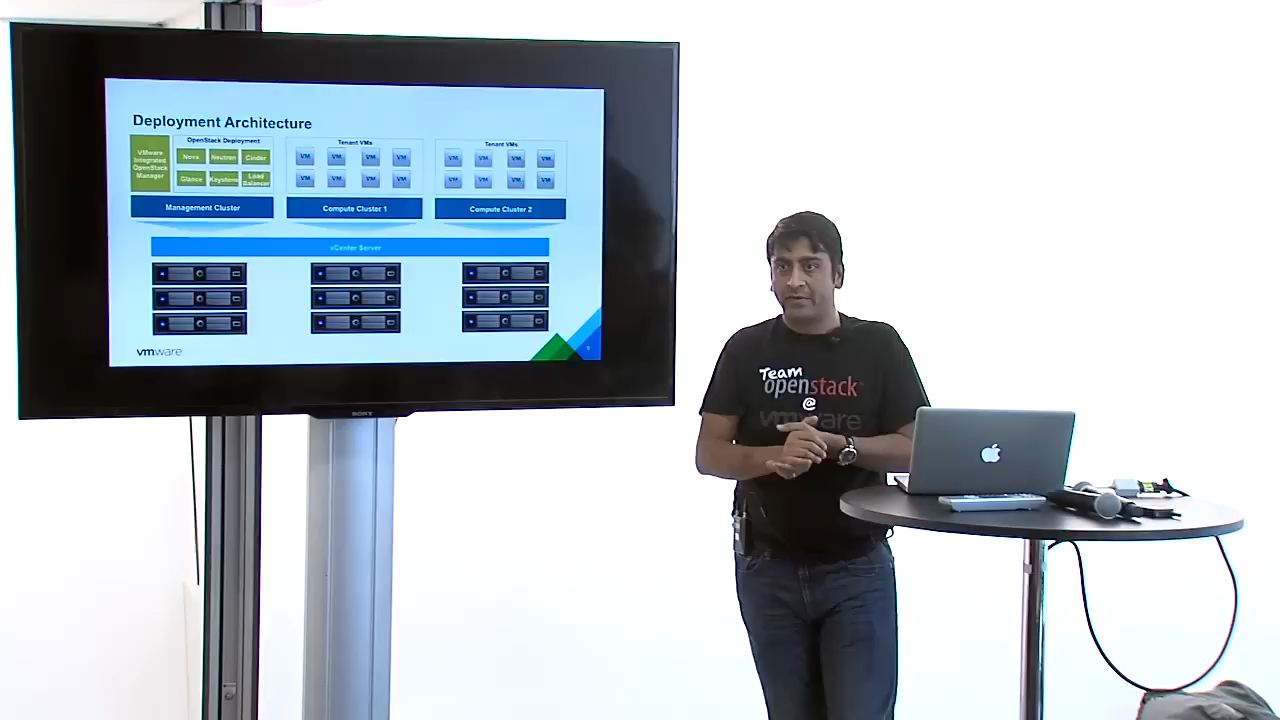 Deployment Architecture
VMware
Integrated
OpenStack
Manager
OpenStack Deployment
Nova
Neutron
Cinder
Glance
Keystone
Load
Balancer
Tenant VMs
VM
VM
VM
VM
VM
VM
VM
VM
Tenant VMs
VM
VM
VM
VM
VM
VM
VM
VM
Management Cluster
Compute Cluster 1
Compute Cluster 2
vCenter Server
vmware
SONY
Team
openstack
@
vmware